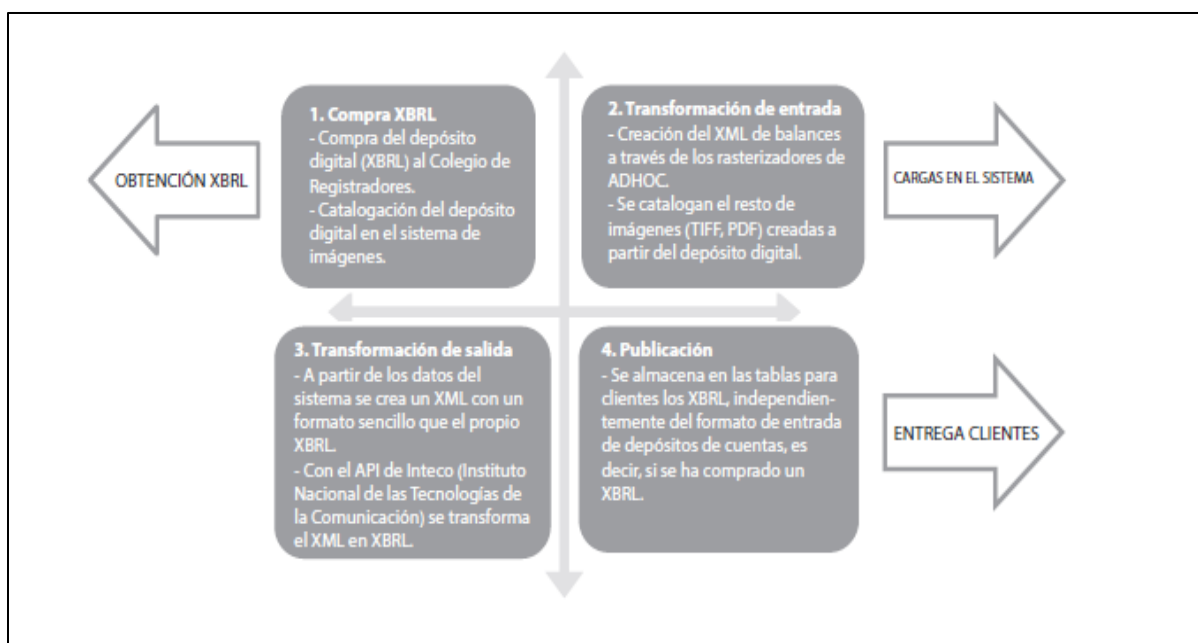 OBTENCIÓN XBRL
1. Compra XBRL
- Compra del depósito
digital (XBRL) al Colegio de
Registradores.
- Catalogación del depósito
digital en el sistema de
imágenes.
2. Transformación de entrada
- Creación del XML de balances
a través de los rasterizadores de
ADHOC.
- Se catalogan el resto de
imágenes (TIFF, PDF) creadas a
partir del depósito digital.
CARGAS EN EL SISTEMA
3. Transformación de salida
- A partir de los datos del
sistema se crea un XML con un
formato sencillo que el propio
XBRL.
- Con el API de Inteco (Instituto
Nacional de las Tecnologías de
la Comunicación) se transforma
el XML en XBRL.
4. Publicación
- Se almacena en las tablas para
clientes los XBRL, independien-
temente del formato de entrada
de depósitos de cuentas, es
decir, si se ha comprado un
XBRL.
ENTREGA CLIENTES